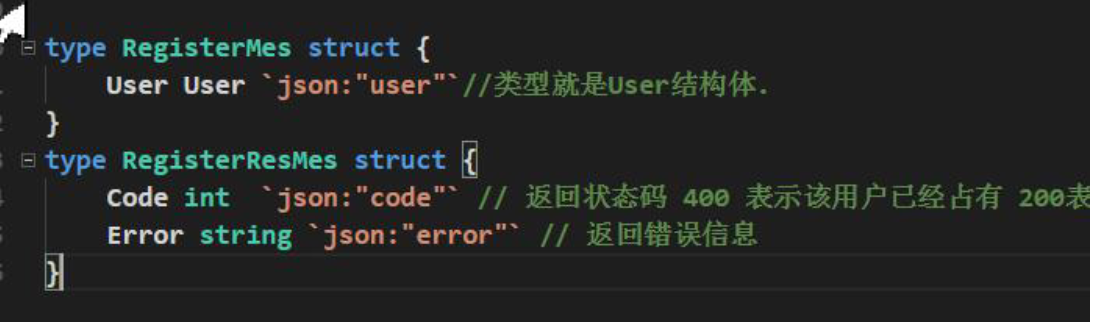 type RegisterMes struct {
User User `json:"user"`//类型就是User结构体.
}
type RegisterResMes struct {
Code int `json:"code"` // 返回状态码 400 表示该用户已经占有 200表
Error string `json:"error"` // 返回错误信息
}